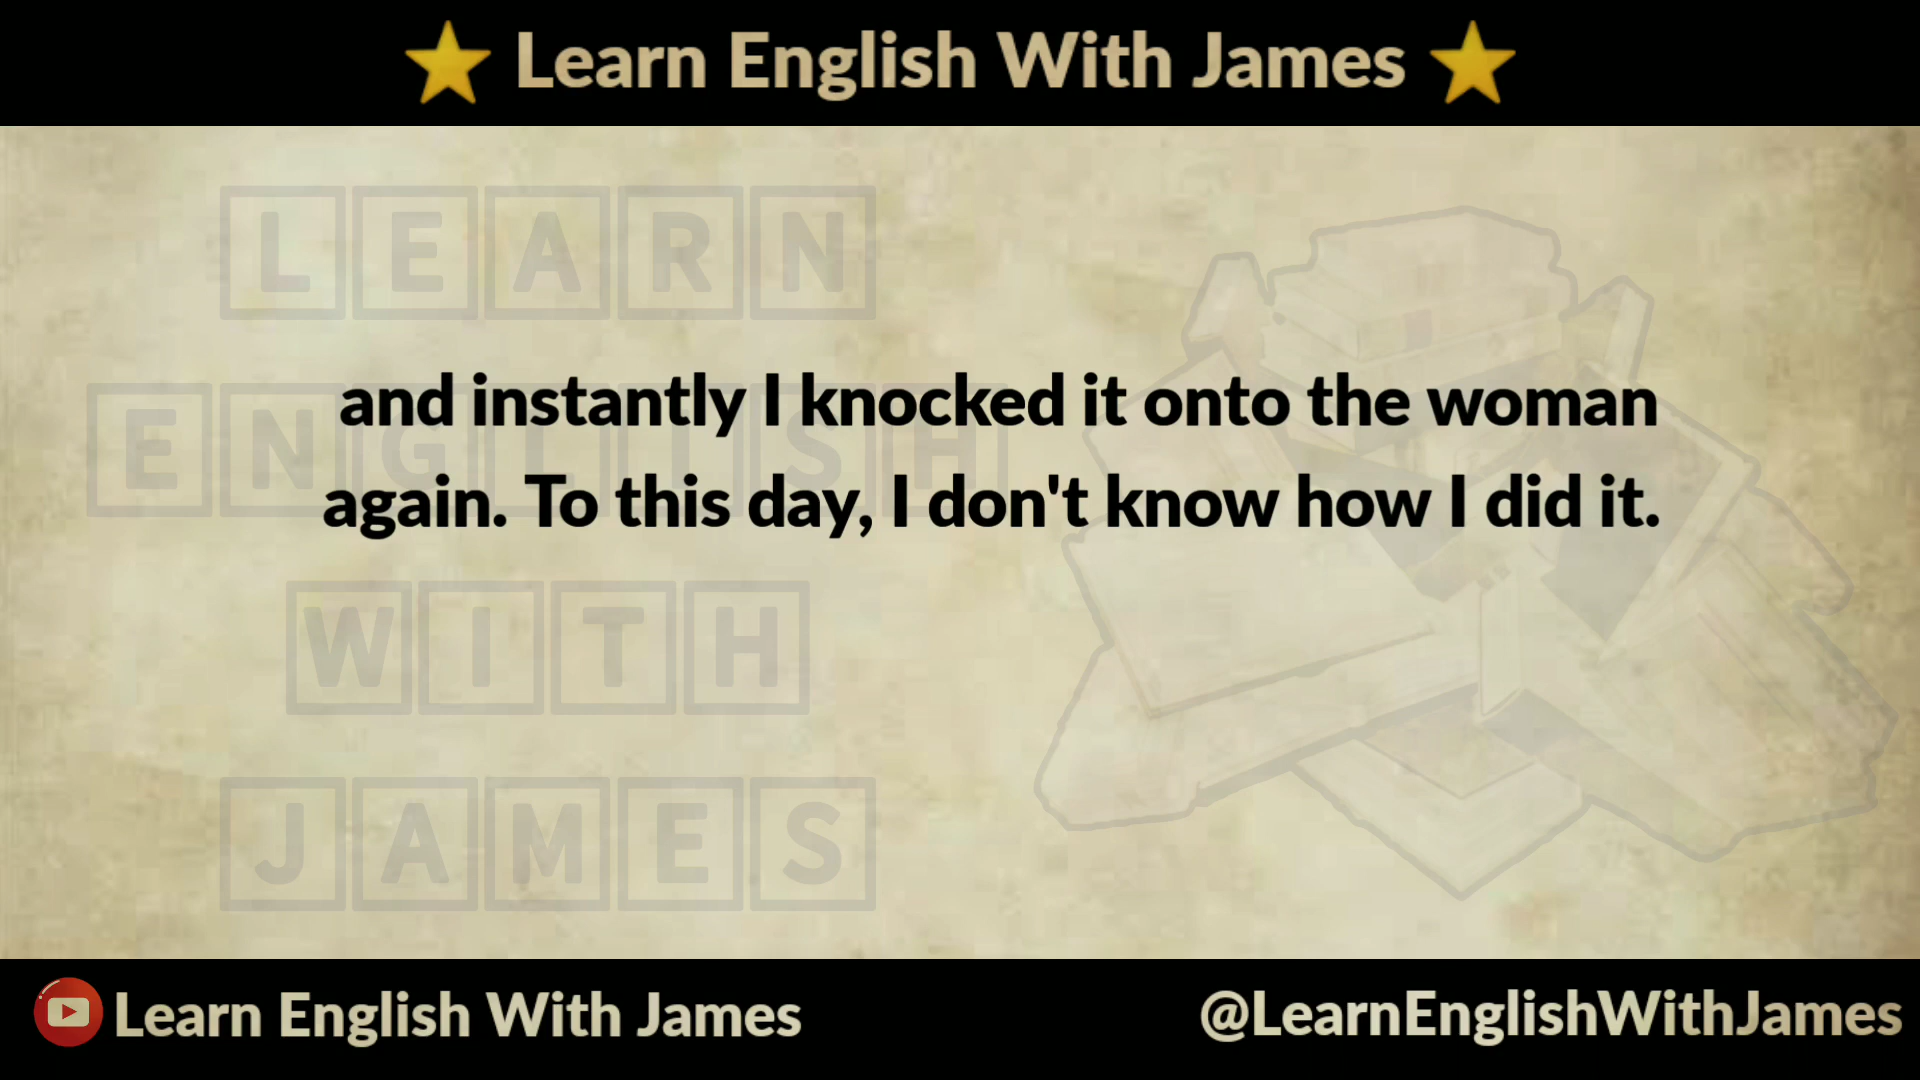 ⭐ Learn English With James ⭐
LEARN
and instantly I knocked it onto the woman
ENGLISH
again. To this day, I don't know how I did it.
WITH
JAMES
Learn English With James
@LearnEnglishWithJames